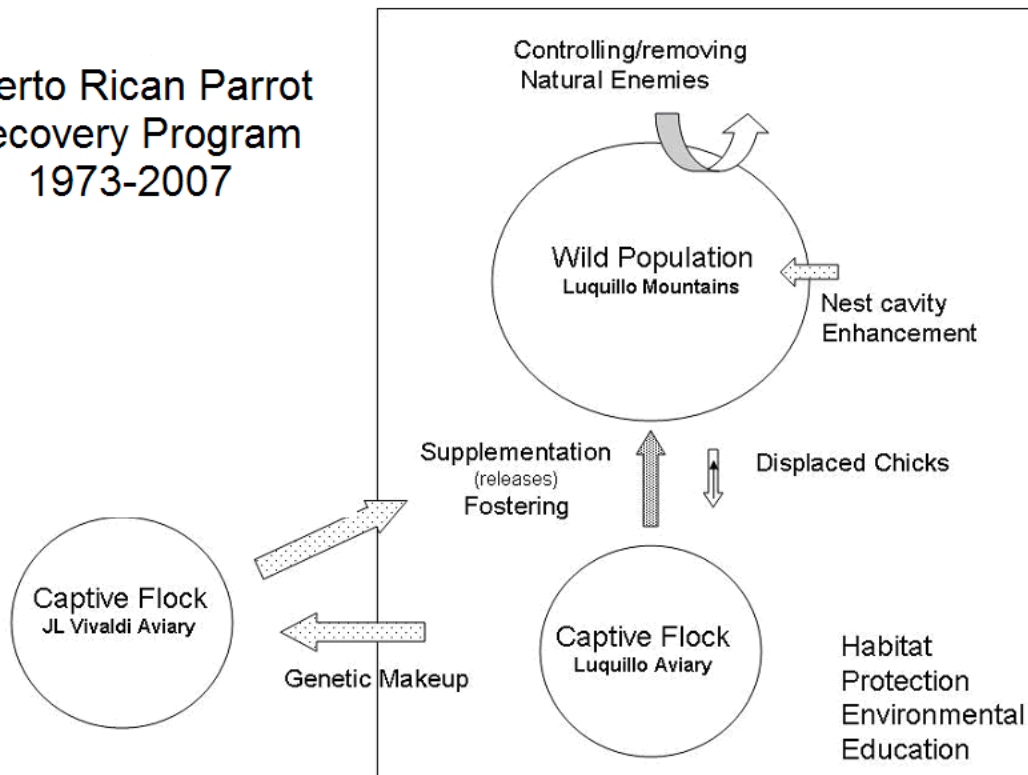 erto Rican Parrot
ecovery Program
1973-2007
Controlling/removing
Natural Enemies
Wild Population
Luquillo Mountains
Nest cavity
Enhancement
Supplementation
(releases)
Fostering
Displaced Chicks
Captive Flock
JL Vivaldi Aviary
Genetic Makeup
Captive Flock
Luquillo Aviary
Habitat
Protection
Environmental
Education